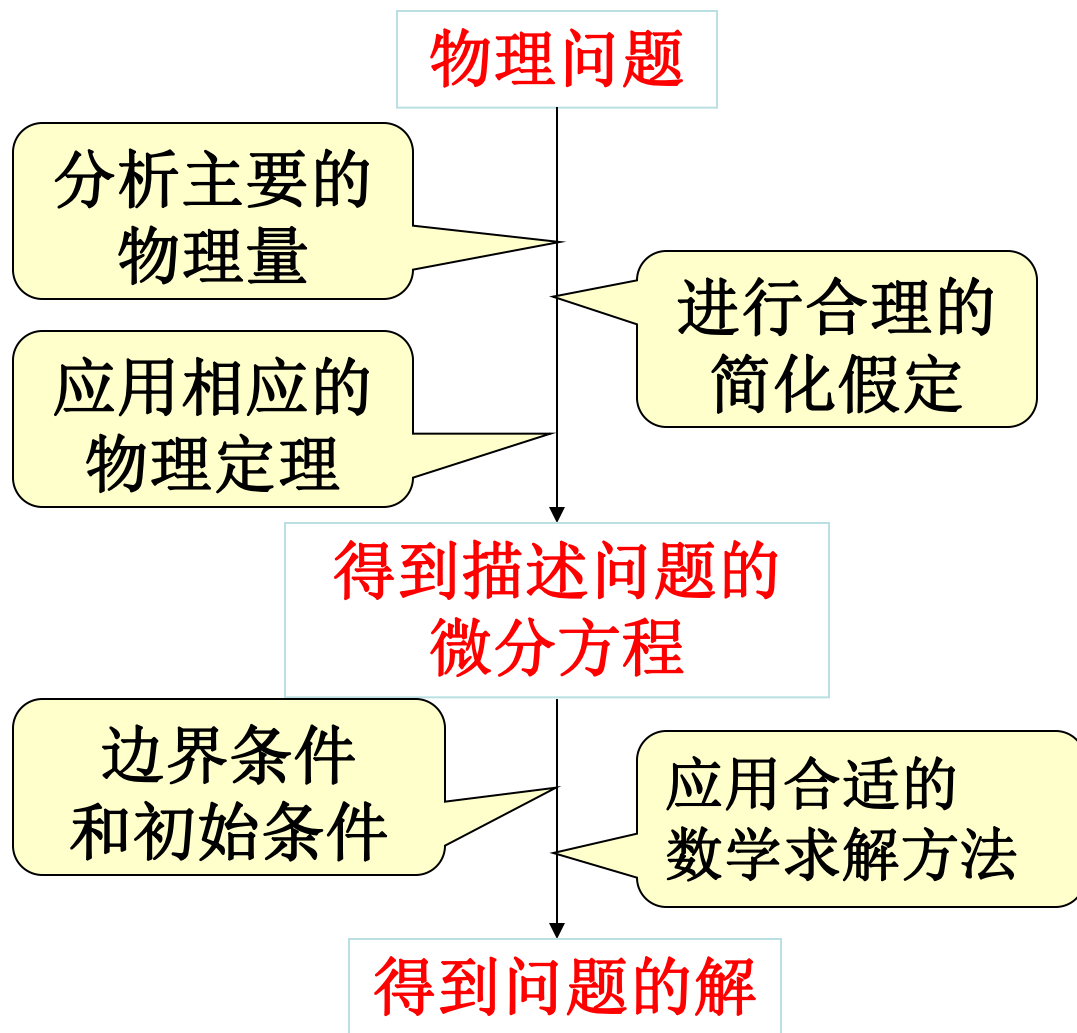 物理问题
分析主要的
物理量
进行合理的
简化假定
应用相应的
物理定理
得到描述问题的
微分方程
边界条件
和初始条件
应用合适的
数学求解方法
得到问题的解